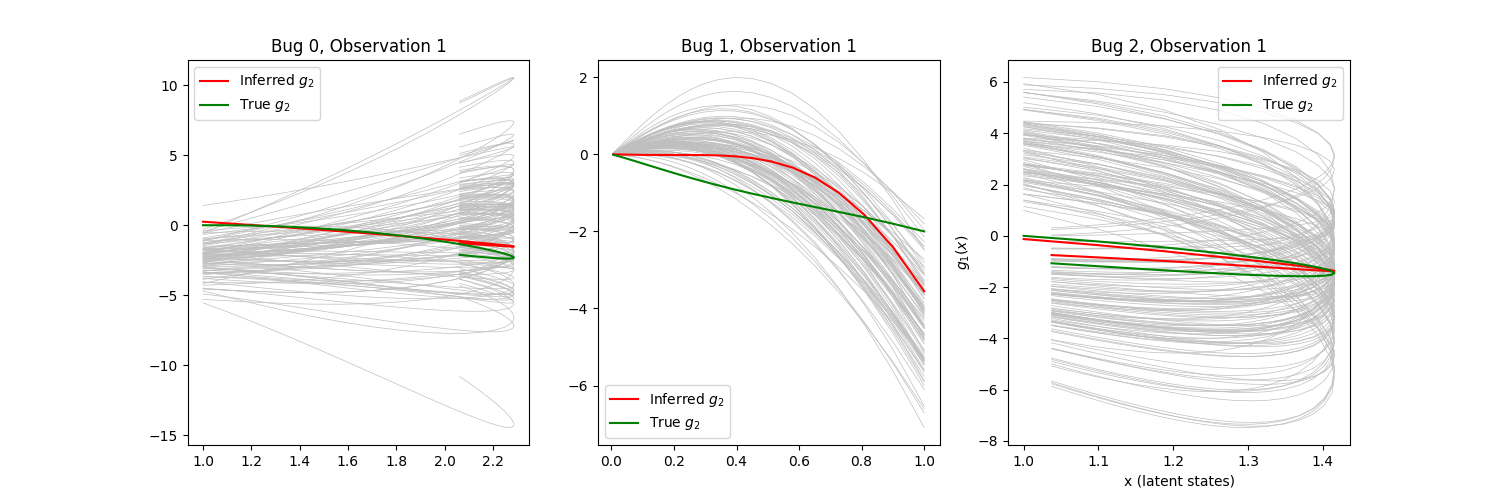 Bug 0, Observation 1
Inferred g₂
True g₂
10
5
0
−5
−10
−15
1.0 1.2 1.4 1.6 1.8 2.0 2.2
Bug 1, Observation 1
2
0
−2
−4
−6
Inferred g₂
True g₂
0.0 0.2 0.4 0.6 0.8 1.0
Bug 2, Observation 1
Inferred g₂
True g₂
6
4
2
0
−2
−4
−6
−8
g₁(x)
1.0 1.1 1.2 1.3 1.4
x (latent states)